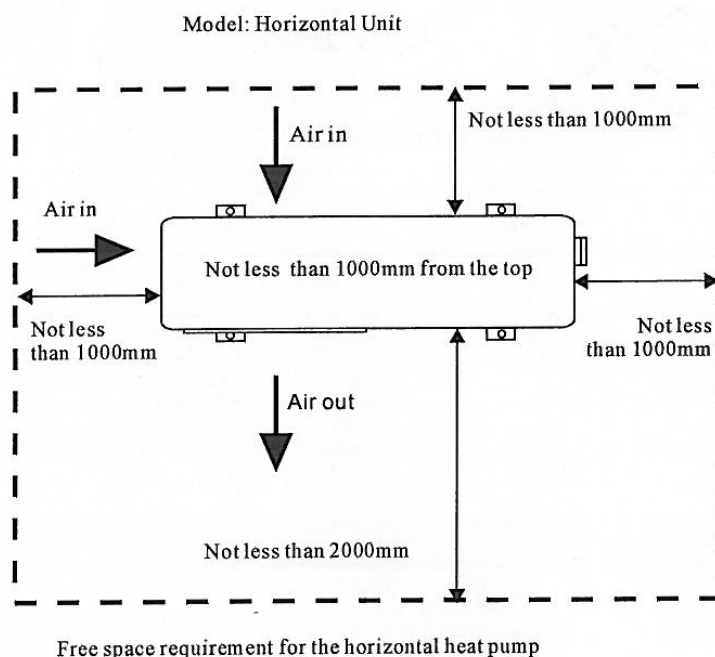 Model: Horizontal Unit
Not less than 1000mm
Air in
Air in
Not less than 1000mm from the top
Not less
than 1000mm
Not less
than 1000mm
Air out
Not less than 2000mm
Free space requirement for the horizontal heat pump